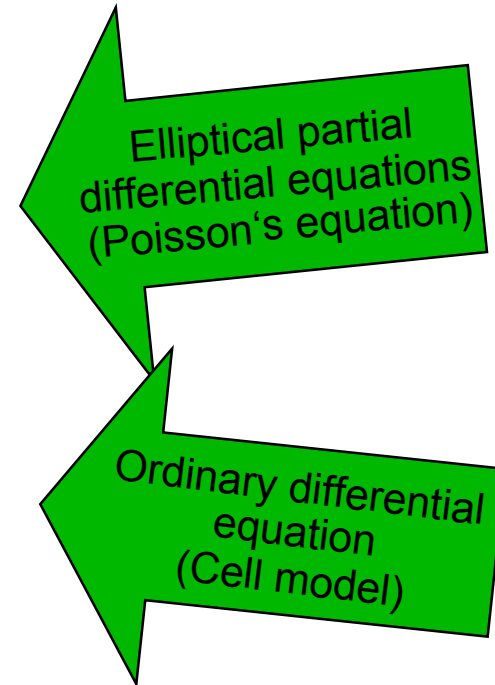 Elliptical partial
differential equations
(Poisson‘s equation)
Ordinary differential
equation
(Cell model)